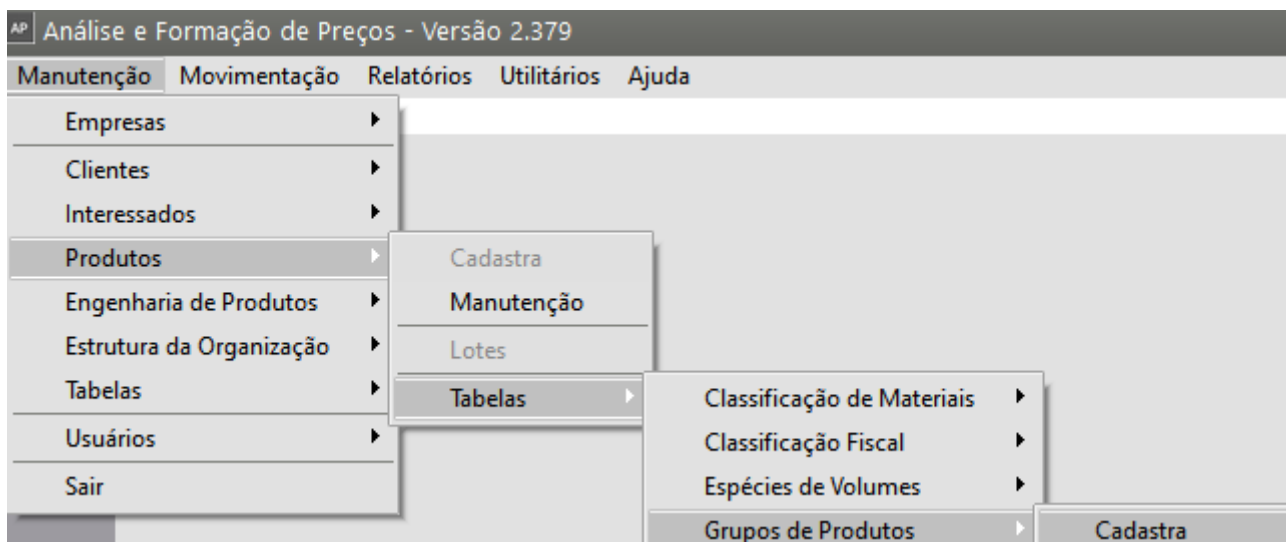 AP Análise e Formação de Preços - Versão 2.379
Manutenção Movimentação Relatórios Utilitários Ajuda
Empresas
Clientes
Interessados
Produtos
Engenharia de Produtos
Estrutura da Organização
Tabelas
Usuários
Sair
Cadastra
Manutenção
Lotes
Tabelas
Classificação de Materiais
Classificação Fiscal
Espécies de Volumes
Grupos de Produtos
Cadastra